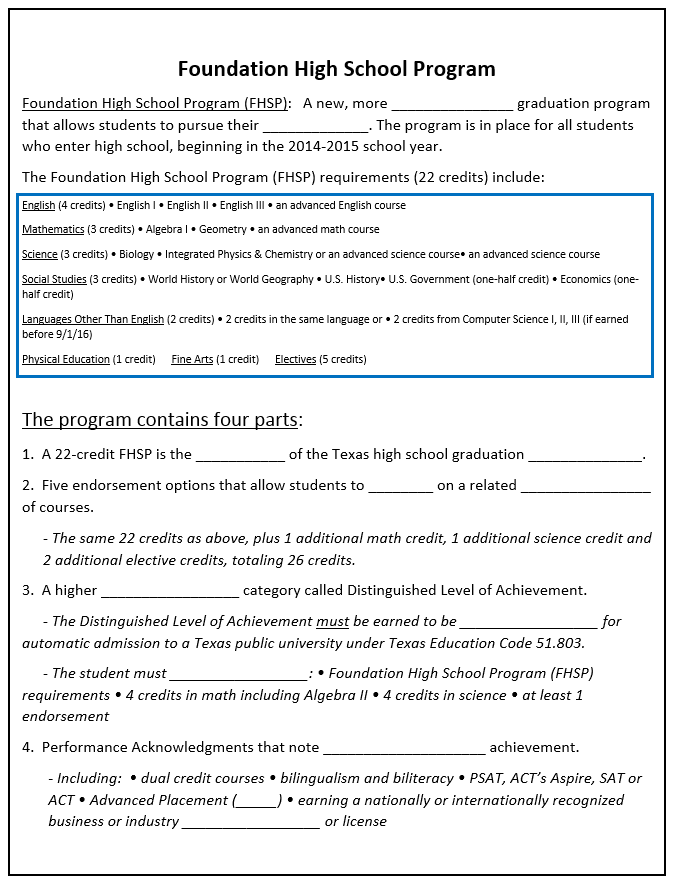 Foundation High School Program
Foundation High School Program (FHSP):   A new, more _______________ graduation program
that allows students to pursue their _____________. The program is in place for all students
who enter high school, beginning in the 2014-2015 school year.
The Foundation High School Program (FHSP) requirements (22 credits) include:
English (4 credits) • English I • English II • English III • an advanced English course
Mathematics (3 credits) • Algebra I • Geometry • an advanced math course
Science (3 credits) • Biology • Integrated Physics & Chemistry or an advanced science course• an advanced science course
Social Studies (3 credits) • World History or World Geography • U.S. History• U.S. Government (one-half credit) • Economics (one-
half credit)
Languages Other Than English (2 credits) • 2 credits in the same language or • 2 credits from Computer Science I, II, III (if earned
before 9/1/16)
Physical Education (1 credit)     Fine Arts (1 credit)     Electives (5 credits)
The program contains four parts:
1.  A 22-credit FHSP is the ___________ of the Texas high school graduation ______________.
2.  Five endorsement options that allow students to ________ on a related ________________
of courses.
- The same 22 credits as above, plus 1 additional math credit, 1 additional science credit and
2 additional elective credits, totaling 26 credits.
3.  A higher _________________ category called Distinguished Level of Achievement.
- The Distinguished Level of Achievement must be earned to be _________________ for
automatic admission to a Texas public university under Texas Education Code 51.803.
- The student must _________________: • Foundation High School Program (FHSP)
requirements • 4 credits in math including Algebra II • 4 credits in science • at least 1
endorsement
4.  Performance Acknowledgments that note ____________________ achievement.
- Including:  • dual credit courses • bilingualism and biliteracy • PSAT, ACT’s Aspire, SAT or
ACT • Advanced Placement (_____) • earning a nationally or internationally recognized
business or industry _________________ or license